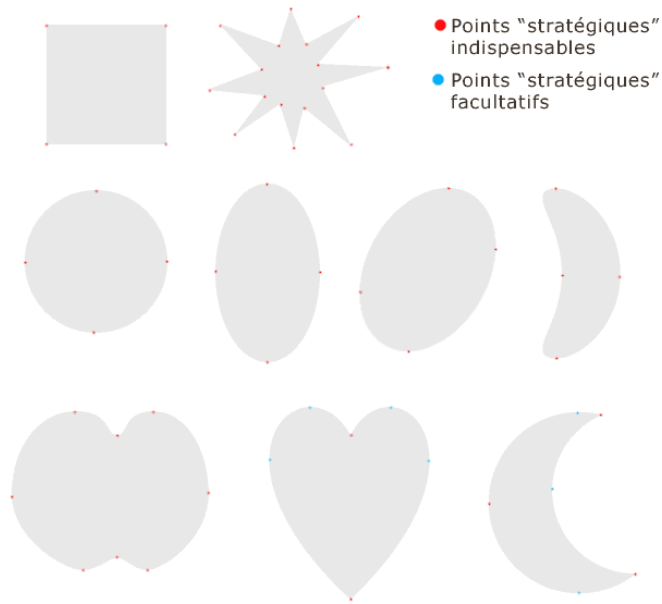 Points “stratégiques”
indispensables
Points “stratégiques”
facultatifs